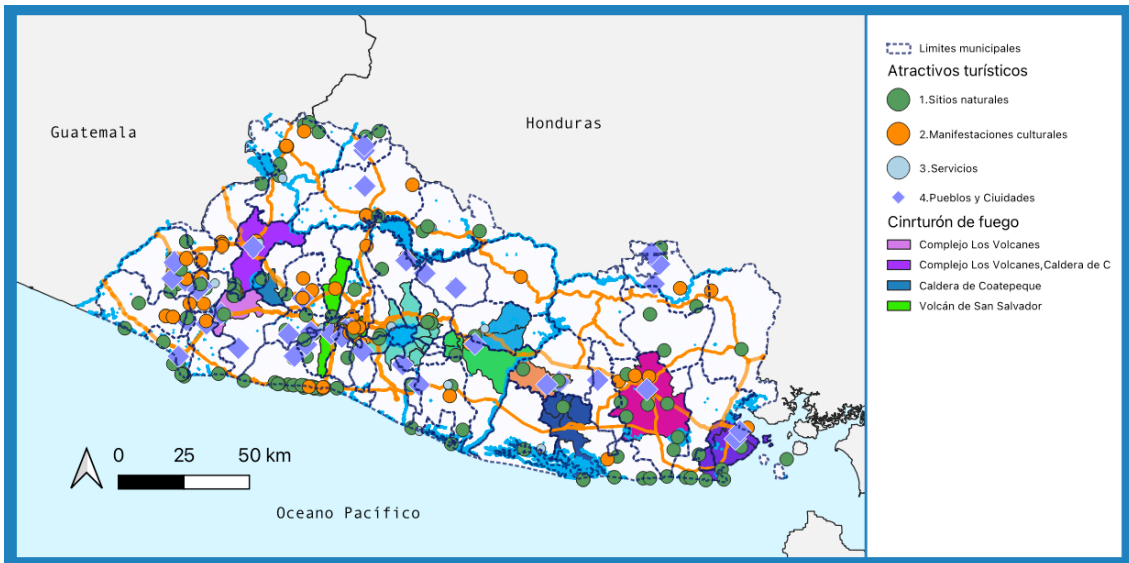 Guatemala
Honduras
0 25 50 km
Oceano Pacífico
Limites municipales
Atractivos turísticos
1.Sitios naturales
2.Manifestaciones culturales
3.Servicios
4.Pueblos y Ciuidades
Cinrturón de fuego
Complejo Los Volcanes
Complejo Los Volcanes,Caldera de C
Caldera de Coatepeque
Volcán de San Salvador